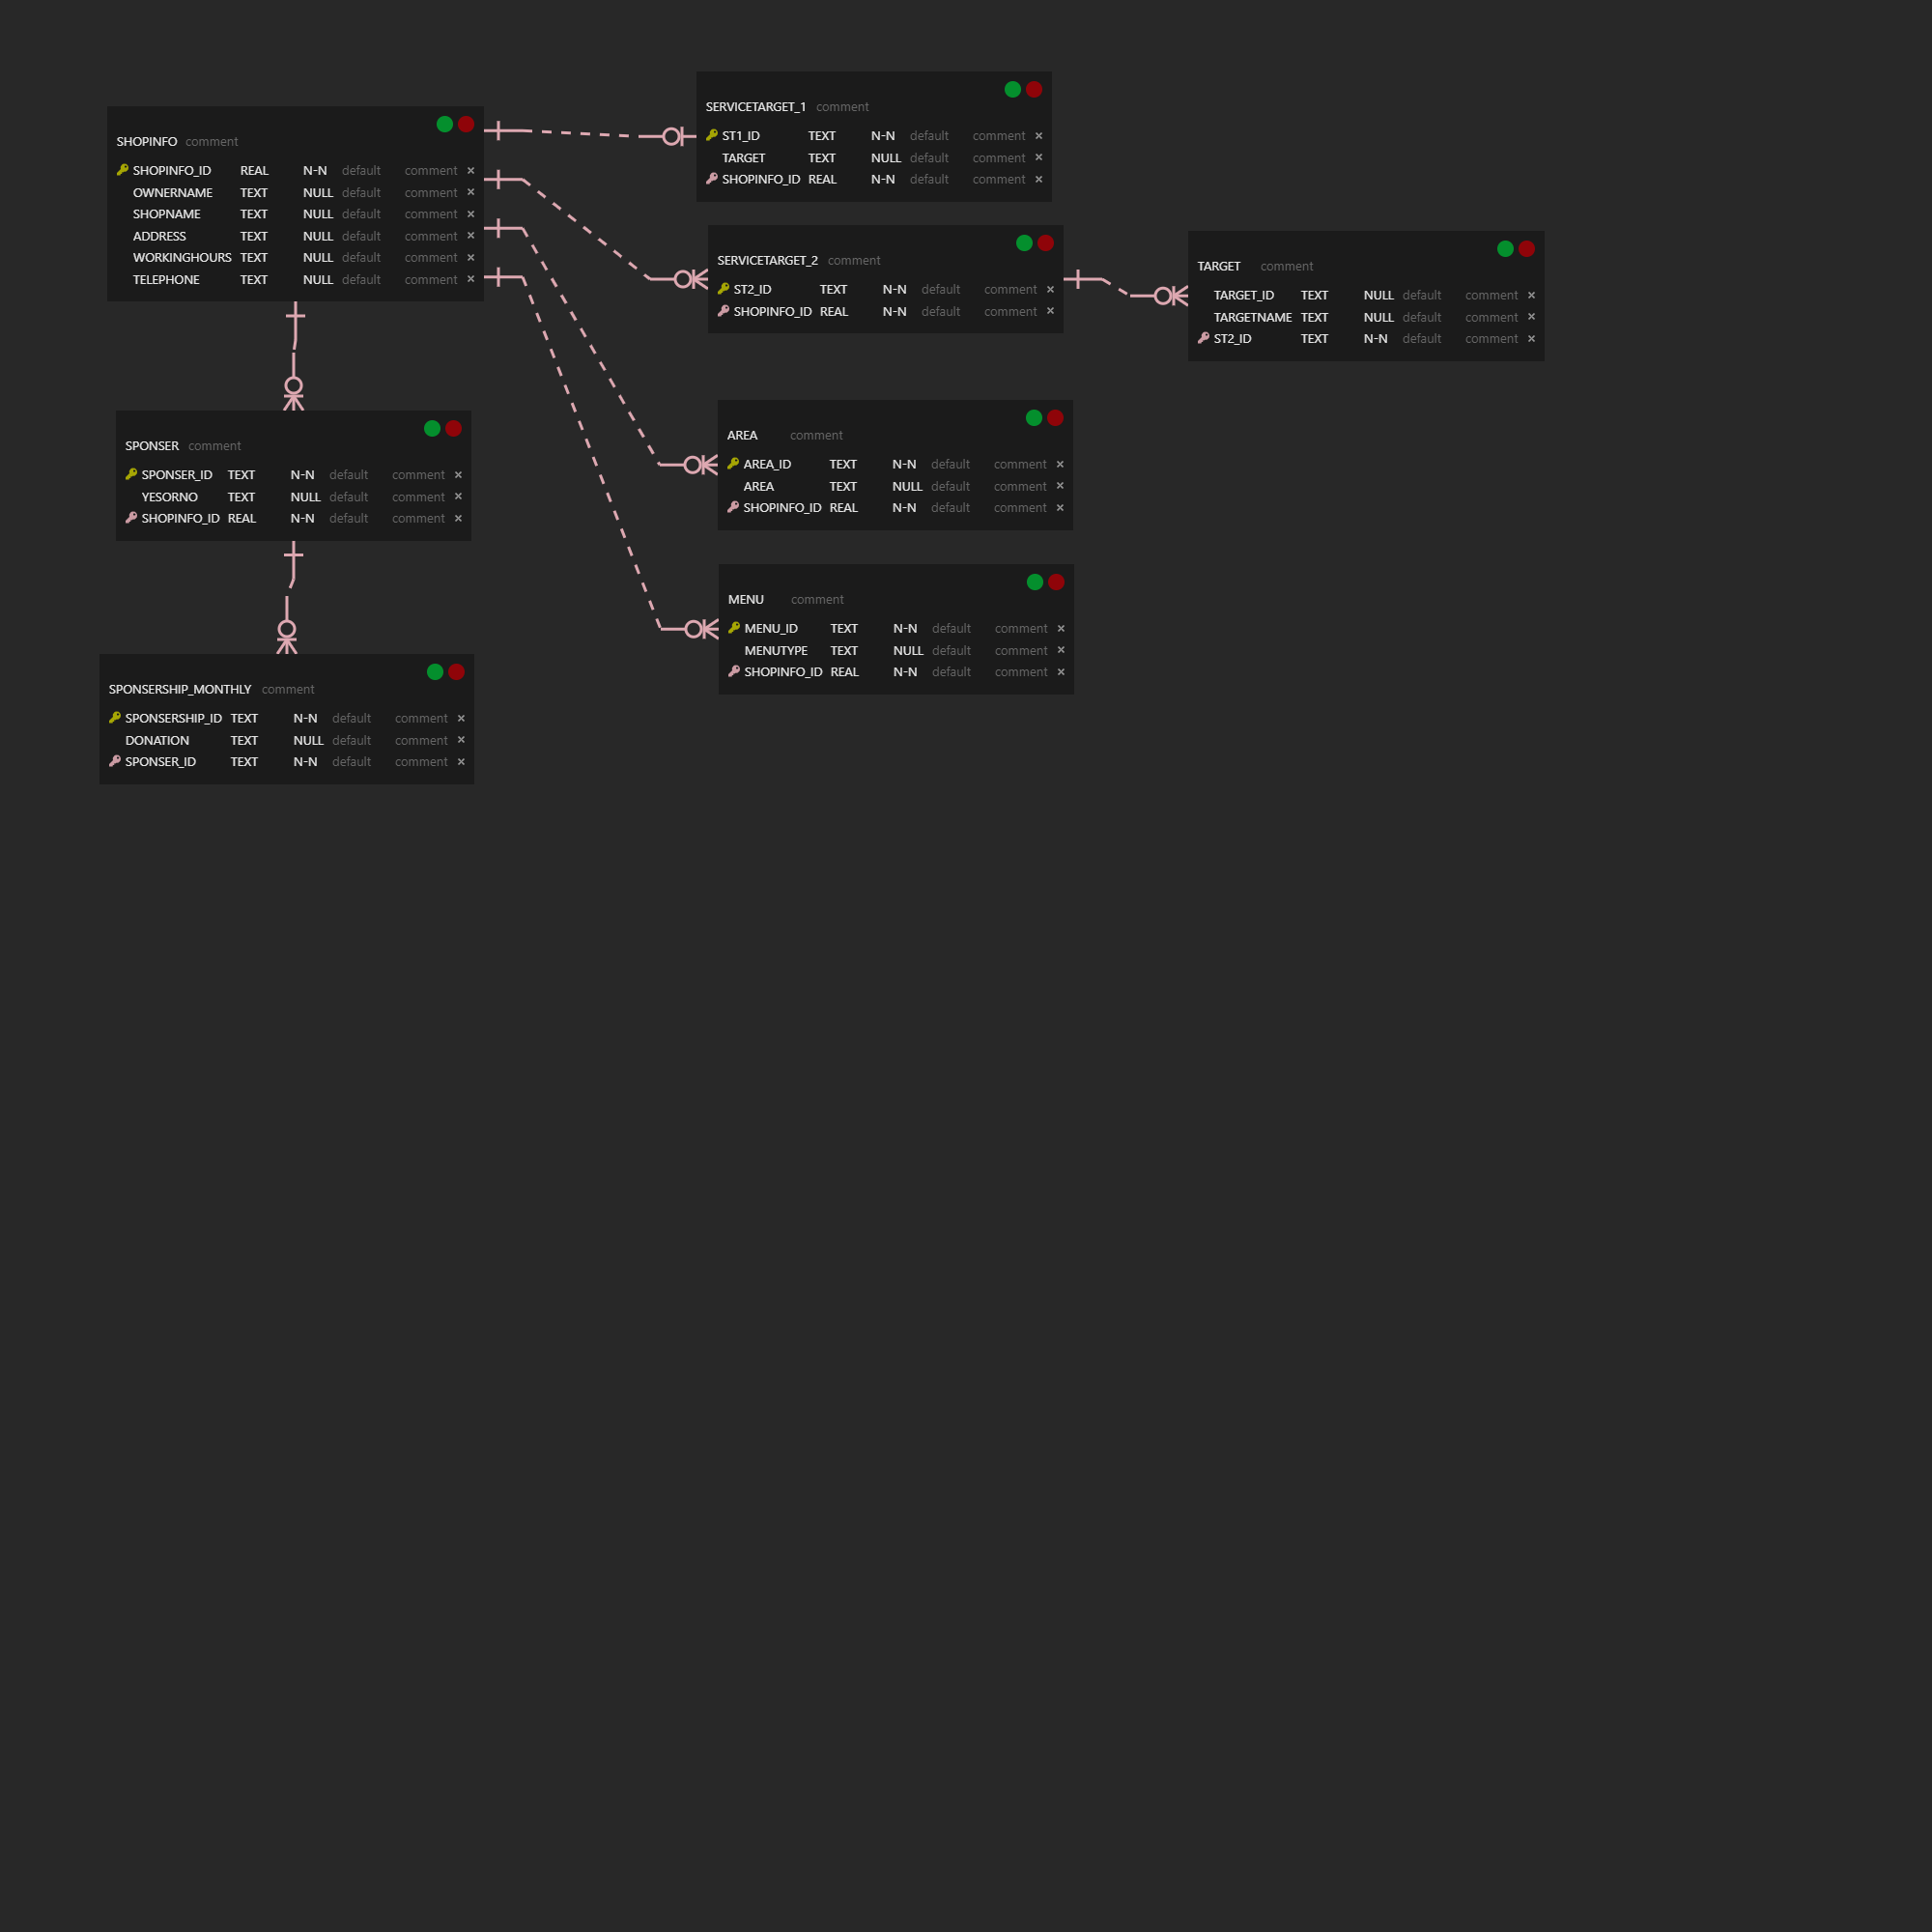 SHOPINFO comment
SHOPINFO_ID REAL N-N default comment ×
OWNERNAME TEXT NULL default comment ×
SHOPNAME TEXT NULL default comment ×
ADDRESS TEXT NULL default comment ×
WORKINGHOURS TEXT NULL default comment ×
TELEPHONE TEXT NULL default comment ×
SERVICETARGET_1 comment
ST1_ID TEXT N-N default comment ×
TARGET TEXT NULL default comment ×
SHOPINFO_ID REAL N-N default comment ×
SERVICETARGET_2 comment
ST2_ID TEXT N-N default comment ×
SHOPINFO_ID REAL N-N default comment ×
TARGET comment
TARGET_ID TEXT NULL default comment ×
TARGETNAME TEXT NULL default comment ×
ST2_ID TEXT N-N default comment ×
SPONSER comment
SPONSER_ID TEXT N-N default comment ×
YESORNO TEXT NULL default comment ×
SHOPINFO_ID REAL N-N default comment ×
AREA comment
AREA_ID TEXT N-N default comment ×
AREA TEXT NULL default comment ×
SHOPINFO_ID REAL N-N default comment ×
MENU comment
MENU_ID TEXT N-N default comment ×
MENUTYPE TEXT NULL default comment ×
SHOPINFO_ID REAL N-N default comment ×
SPONSERSHIP_MONTHLY comment
SPONSERSHIP_ID TEXT N-N default comment ×
DONATION TEXT NULL default comment ×
SPONSER_ID TEXT N-N default comment ×